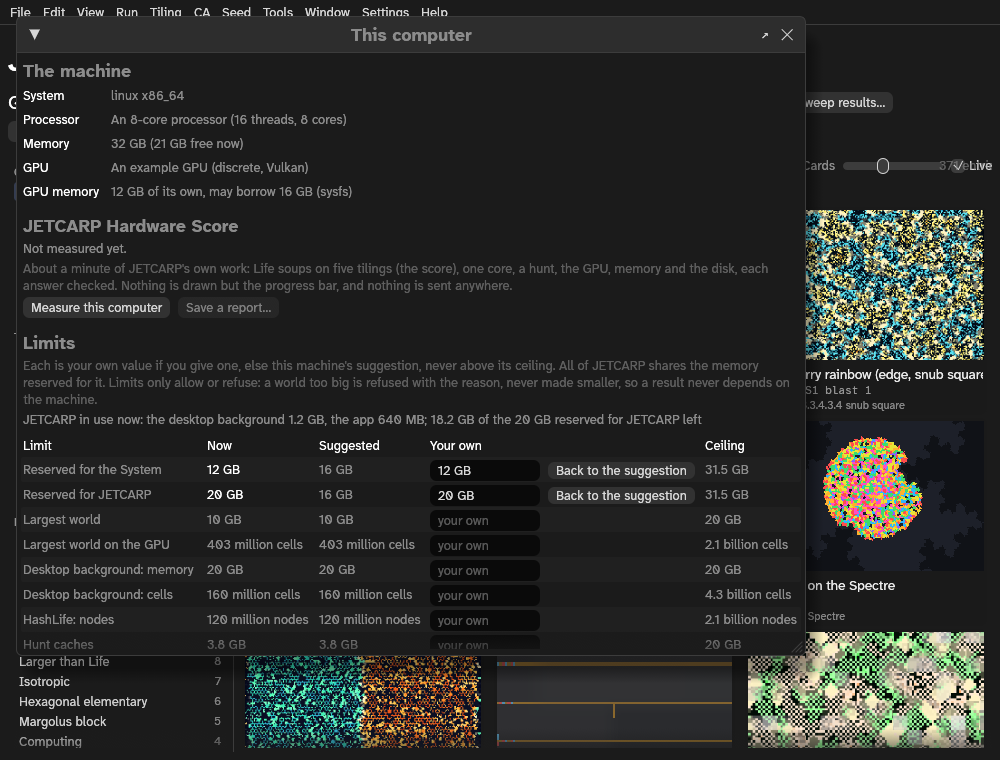 File Edit View Run Tiling CA Seed Tools Window Settings Help
This computer
The machine
System linux x86_64
Processor An 8-core processor (16 threads, 8 cores)
Memory 32 GB (21 GB free now)
GPU An example GPU (discrete, Vulkan)
GPU memory 12 GB of its own, may borrow 16 GB (sysfs)
JETCARP Hardware Score
Not measured yet.
About a minute of JETCARP's own work: Life soups on five tilings (the score), one core, a hunt, the GPU, memory and the disk, each
answer checked. Nothing is drawn but the progress bar, and nothing is sent anywhere.
Measure this computer Save a report...
Limits
Each is your own value if you give one, else this machine's suggestion, never above its ceiling. All of JETCARP shares the memory
reserved for it. Limits only allow or refuse: a world too big is refused with the reason, never made smaller, so a result never depends on
the machine.
JETCARP in use now: the desktop background 1.2 GB, the app 640 MB; 18.2 GB of the 20 GB reserved for JETCARP left
Limit Now Suggested Your own Ceiling
Reserved for the System 12 GB 16 GB 12 GB Back to the suggestion 31.5 GB
Reserved for JETCARP 20 GB 16 GB 20 GB Back to the suggestion 31.5 GB
Largest world 10 GB 10 GB your own 20 GB
Largest world on the GPU 403 million cells 403 million cells your own 2.1 billion cells
Desktop background: memory 20 GB 20 GB your own 20 GB
Desktop background: cells 160 million cells 160 million cells your own 4.3 billion cells
HashLife: nodes 120 million nodes 120 million nodes your own 2.1 billion nodes
Hunt caches 3.8 GB 3.8 GB your own 20 GB
weep results...
Cards Live
rry rainbow (edge, snub square
S1 blast 1
.3.4.3.4 snub square
on the Spectre
Spectre
Larger than Life 8
Isotropic 7
Hexagonal elementary 6
Margolus block 5
Computing 4